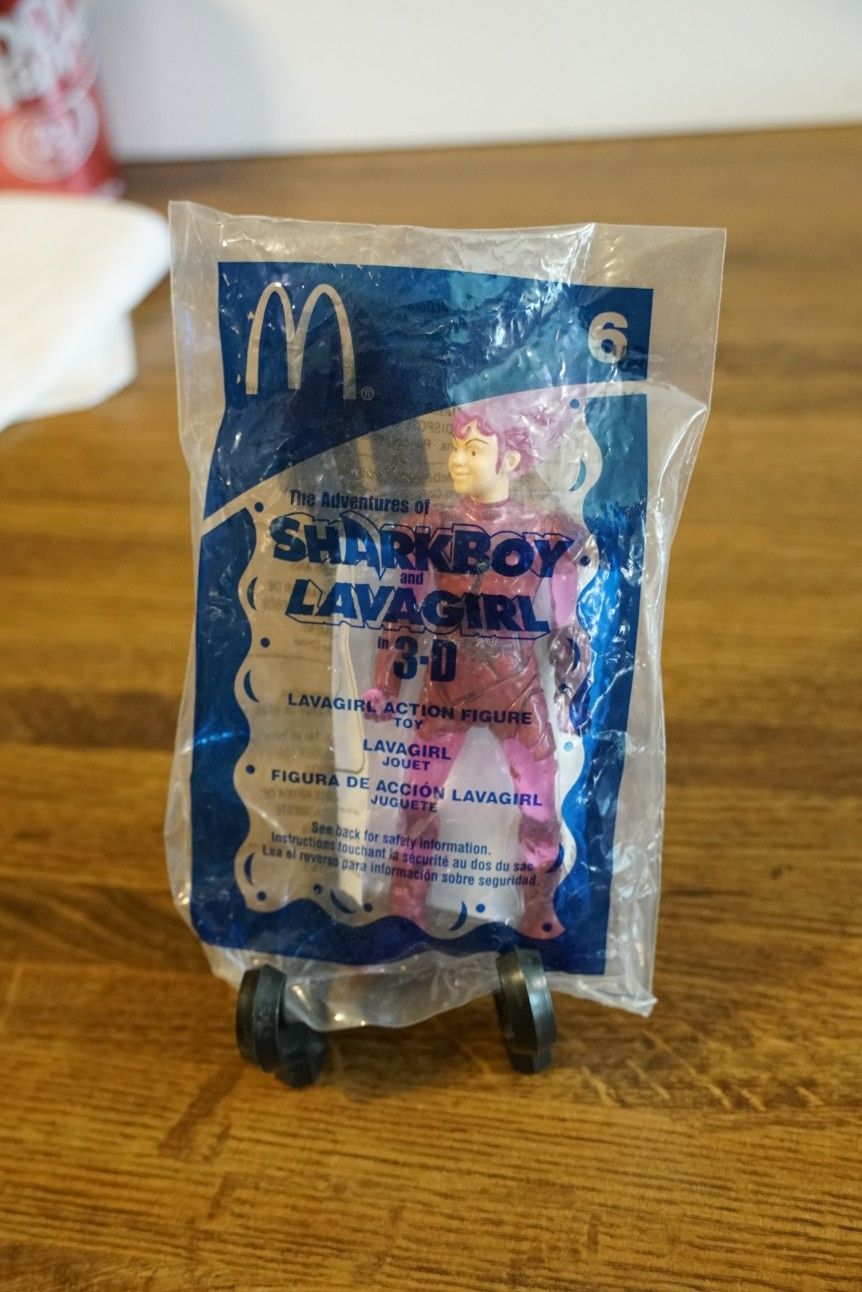 M
®
6
The Adventures of
SHARKBOY
and
LAVAGIRL
in
3-D
LAVAGIRL ACTION FIGURE
TOY
LAVAGIRL
JOUET
FIGURA DE ACCIÓN LAVAGIRL
JUGUETE
See back for safety information.
Instructions touchant la sécurité au dos du sac.
Lea el reverso para información sobre seguridad.